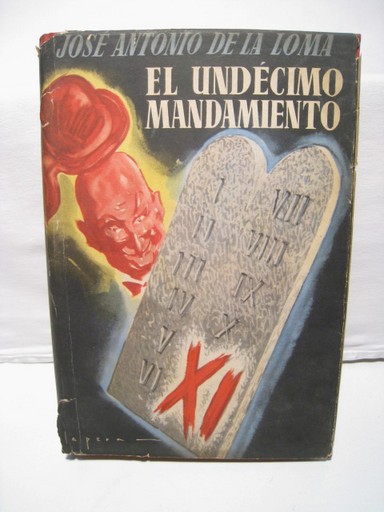 JOSÉ ANTONIO DE LA LOMA
EL UNDÉCIMO
MANDAMIENTO
I
II
III
IV
V
VI
VII
VIII
IX
X
XI